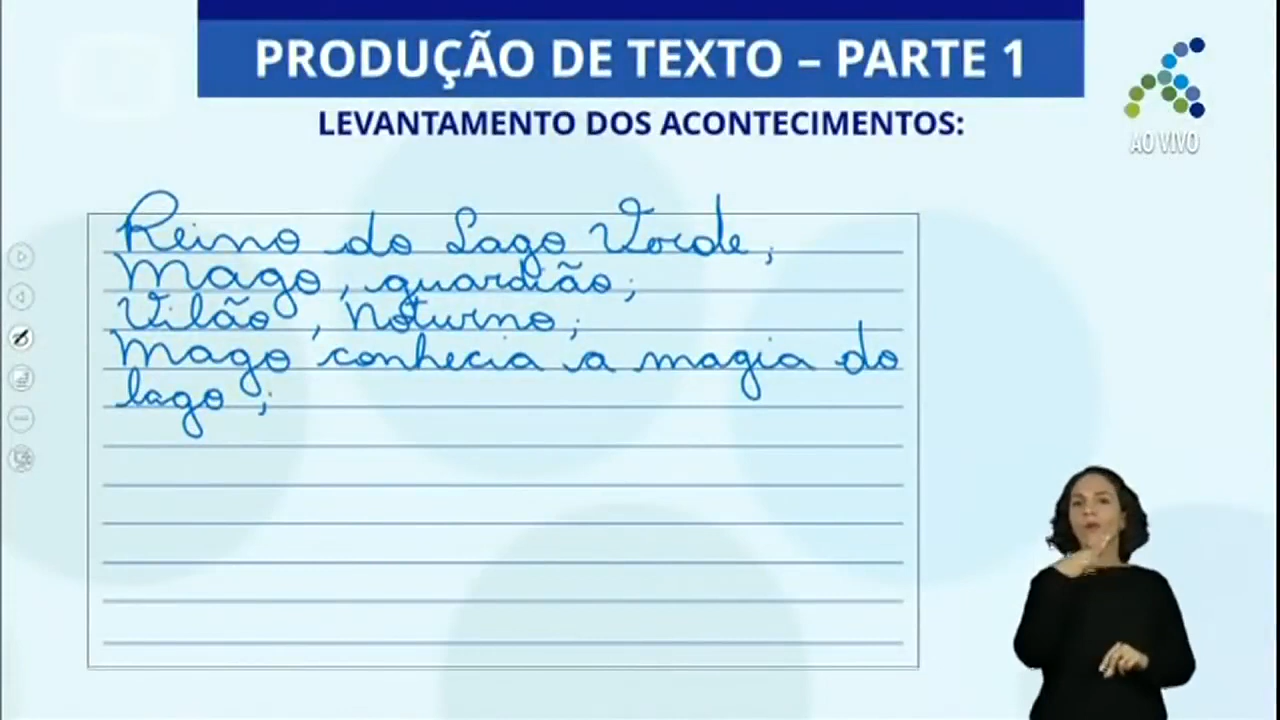 PRODUÇÃO DE TEXTO – PARTE 1
LEVANTAMENTO DOS ACONTECIMENTOS:
AO VIVO
Reino do Lago Verde;
Mago, guardião;
Vilão, Noturno;
Mago conhecia a magia do
lago;